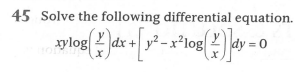 45 Solve the following differential equation.
xylog(y/x)dx + [y² – x²log(y/x)]dy = 0